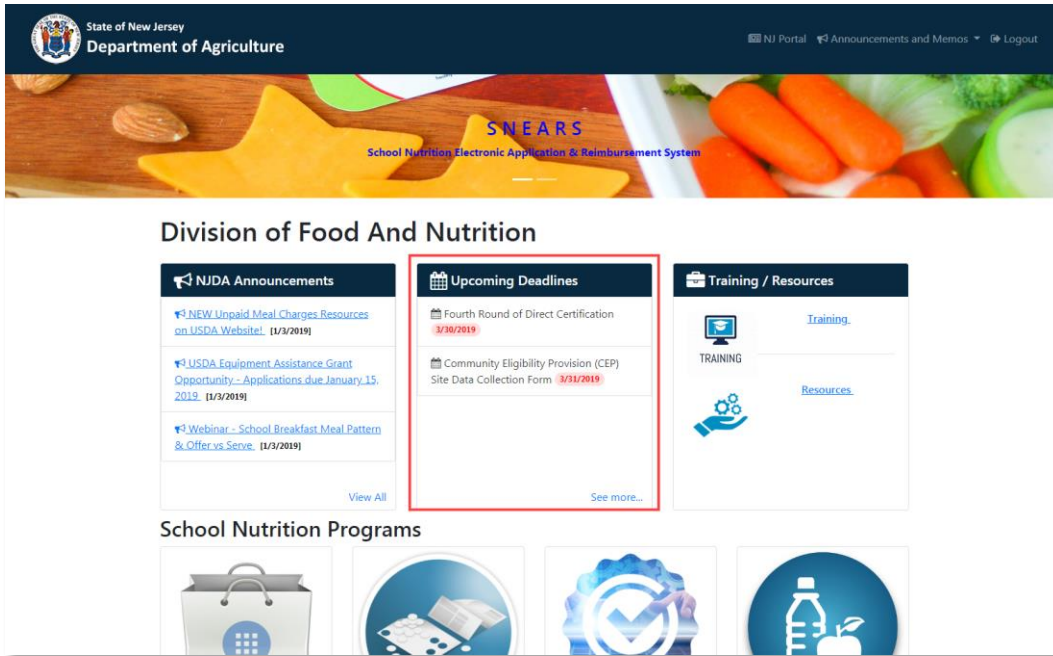 State of New Jersey
Department of Agriculture
NJ Portal Announcements and Memos Logout
S N E A R S
School Nutrition Electronic Application & Reimbursement System
Division of Food And Nutrition
NJDA Announcements
NEW Unpaid Meal Charges Resources
on USDA Website! [1/3/2019]
USDA Equipment Assistance Grant
Opportunity - Applications due January 15,
2019 [1/3/2019]
Webinar - School Breakfast Meal Pattern
& Offer vs Serve [1/3/2019]
View All
Upcoming Deadlines
Fourth Round of Direct Certification
3/30/2019
Community Eligibility Provision (CEP)
Site Data Collection Form 3/31/2019
See more...
Training / Resources
Training
TRAINING
Resources
School Nutrition Programs